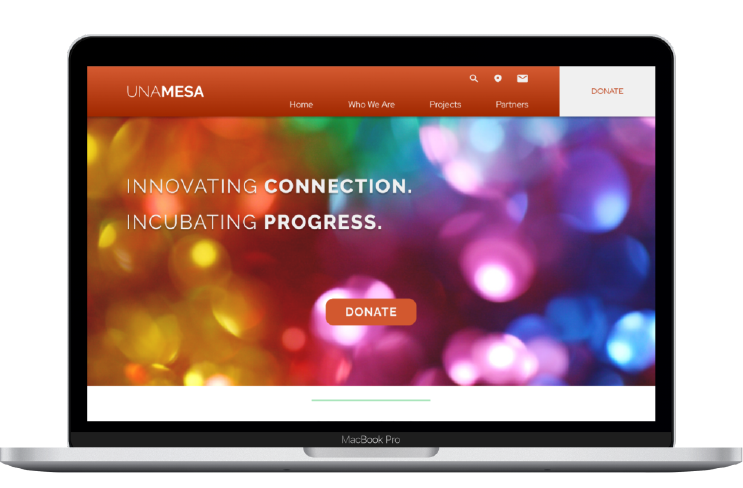 UNAMESA
Home Who We Are Projects Partners
DONATE
INNOVATING CONNECTION.
INCUBATING PROGRESS.
DONATE
MacBook Pro